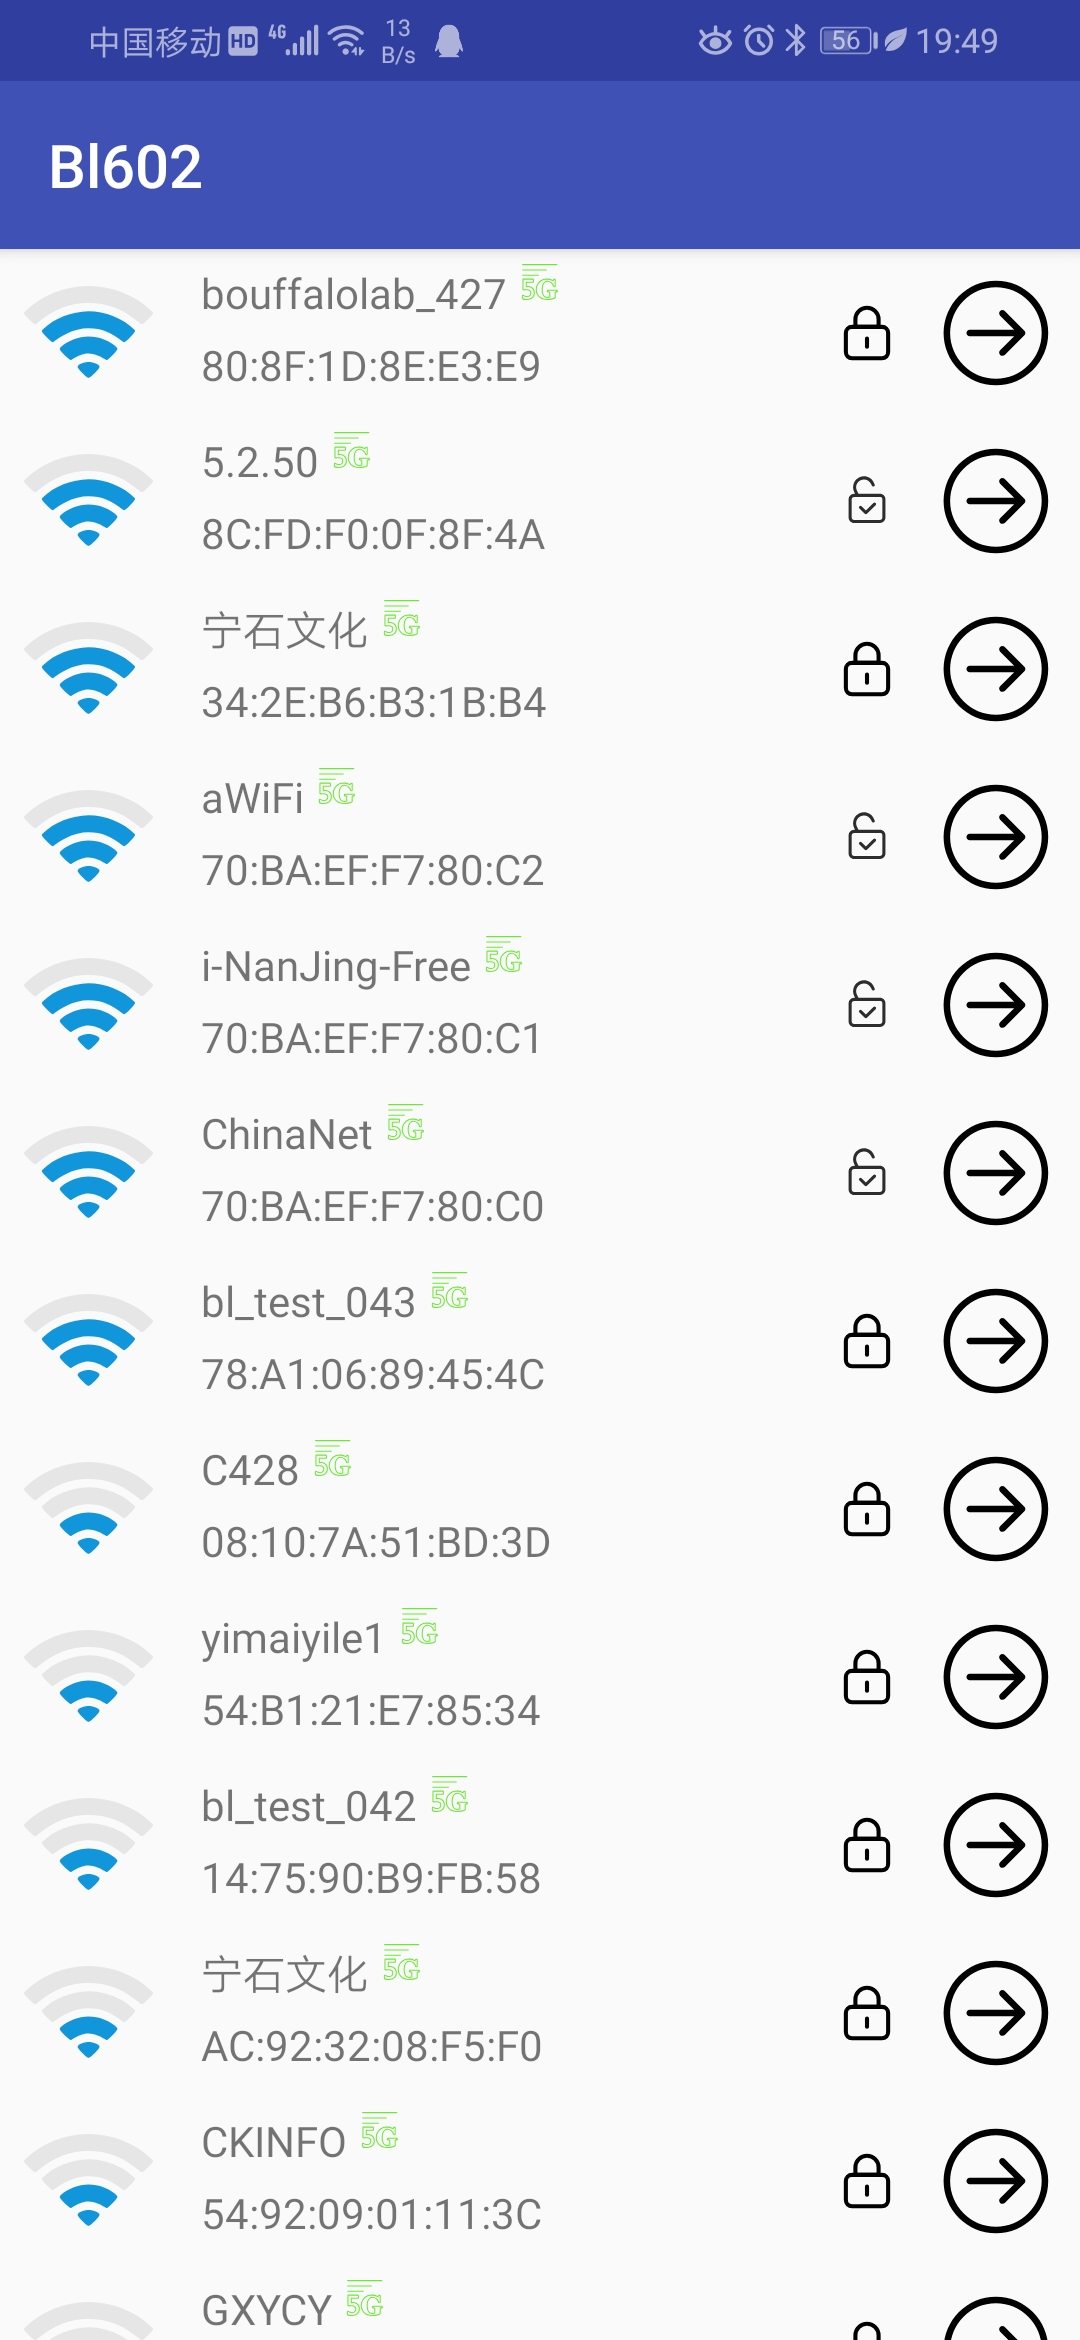 中国移动 HD 4G 13 B/s 56 19:49
Bl602
bouffalolab_427 5G
80:8F:1D:8E:E3:E9
5.2.50 5G
8C:FD:F0:0F:8F:4A
宁石文化 5G
34:2E:B6:B3:1B:B4
aWiFi 5G
70:BA:EF:F7:80:C2
i-NanJing-Free 5G
70:BA:EF:F7:80:C1
ChinaNet 5G
70:BA:EF:F7:80:C0
bl_test_043 5G
78:A1:06:89:45:4C
C428 5G
08:10:7A:51:BD:3D
yimaiyile1 5G
54:B1:21:E7:85:34
bl_test_042 5G
14:75:90:B9:FB:58
宁石文化 5G
AC:92:32:08:F5:F0
CKINFO 5G
54:92:09:01:11:3C
GXYCY 5G